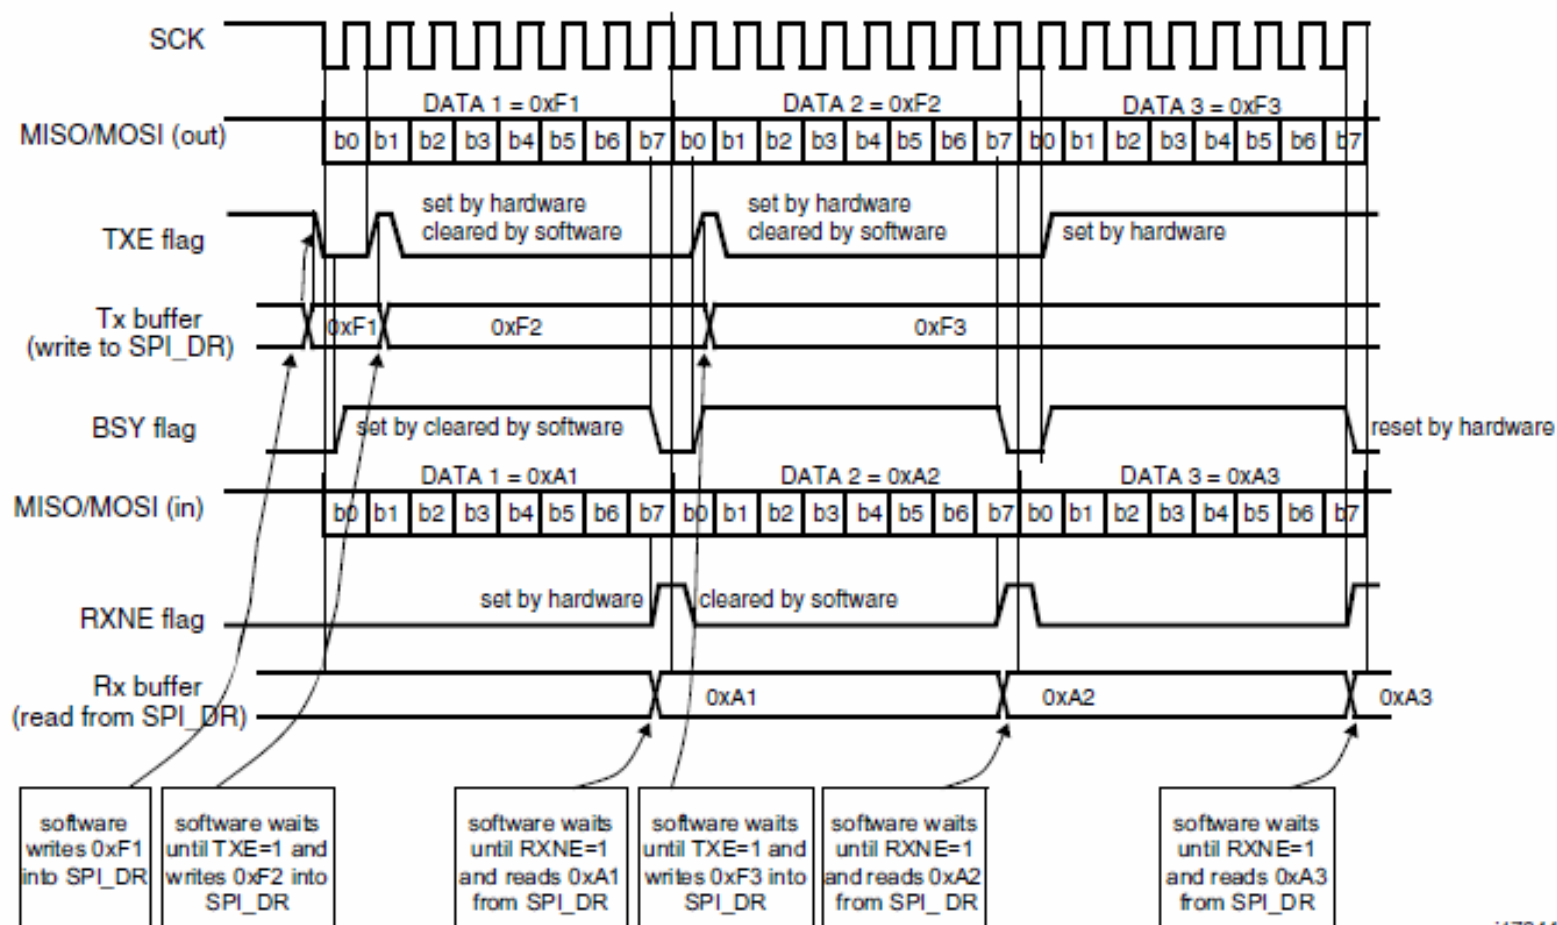 SCK
DATA 1 = 0xF1
DATA 2 = 0xF2
DATA 3 = 0xF3
MISO/MOSI (out)
b0 b1 b2 b3 b4 b5 b6 b7 b0 b1 b2 b3 b4 b5 b6 b7 b0 b1 b2 b3 b4 b5 b6 b7
TXE flag
set by hardware
cleared by software
set by hardware
cleared by software
set by hardware
Tx buffer
(write to SPI_DR)
0xF1
0xF2
0xF3
BSY flag
set by cleared by software
reset by hardware
DATA 1 = 0xA1
DATA 2 = 0xA2
DATA 3 = 0xA3
MISO/MOSI (in)
b0 b1 b2 b3 b4 b5 b6 b7 b0 b1 b2 b3 b4 b5 b6 b7 b0 b1 b2 b3 b4 b5 b6 b7
RXNE flag
set by hardware
cleared by software
Rx buffer
(read from SPI_DR)
0xA1
0xA2
0xA3
software
writes 0xF1
into SPI_DR
software waits
until TXE=1 and
writes 0xF2 into
SPI_DR
software waits
until RXNE=1
and reads 0xA1
from SPI_DR
software waits
until TXE=1 and
writes 0xF3 into
SPI_DR
software waits
until RXNE=1
and reads 0xA2
from SPI_ DR
software waits
until RXNE=1
and reads 0xA3
from SPI_DR